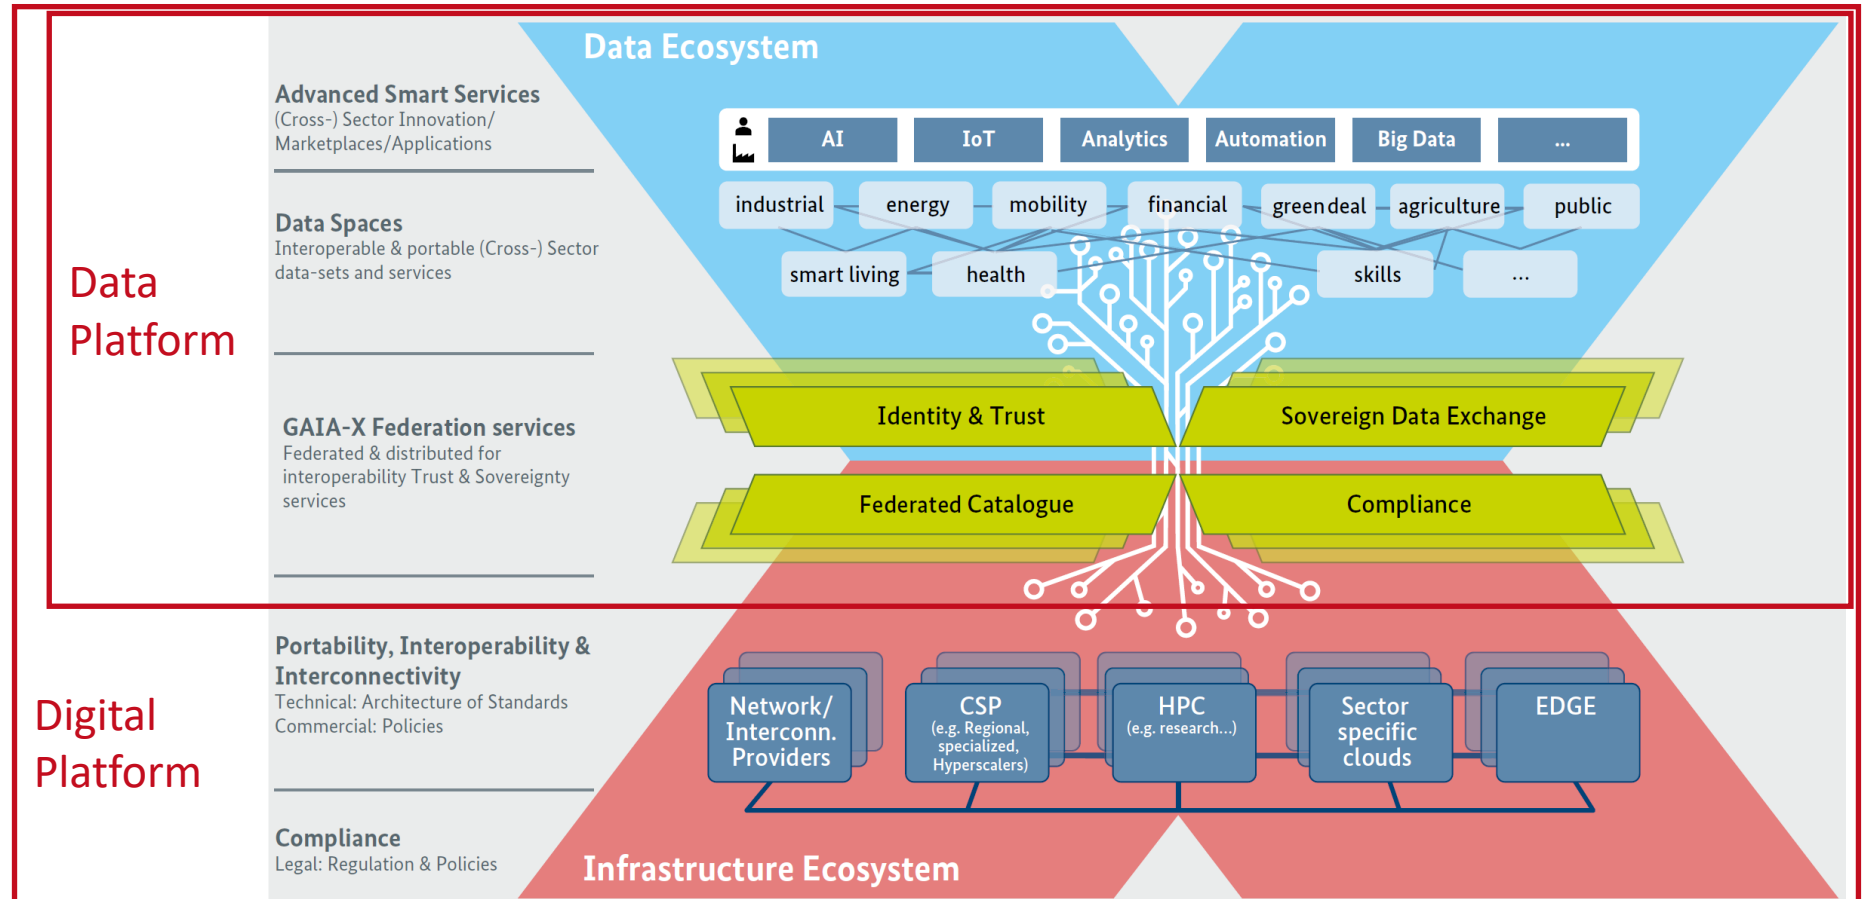 Data Ecosystem
Advanced Smart Services
(Cross-) Sector Innovation/
Marketplaces/Applications
AI
IoT
Analytics
Automation
Big Data
...
Data Spaces
Interoperable & portable (Cross-) Sector
data-sets and services
industrial
energy
mobility
financial
green deal
agriculture
public
smart living
health
skills
...
Data
Platform
GAIA-X Federation services
Federated & distributed for
interoperability Trust & Sovereignty
services
Identity & Trust
Sovereign Data Exchange
Federated Catalogue
Compliance
Digital
Platform
Portability, Interoperability &
Interconnectivity
Technical: Architecture of Standards
Commercial: Policies
Network/
Interconn.
Providers
CSP
(e.g. Regional,
specialized,
Hyperscalers)
HPC
(e.g. research...)
Sector
specific
clouds
EDGE
Compliance
Legal: Regulation & Policies
Infrastructure Ecosystem